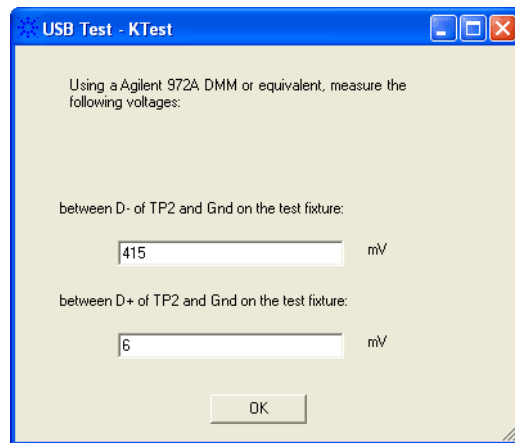 USB Test - KTest
Using a Agilent 972A DMM or equivalent, measure the
following voltages:
between D- of TP2 and Gnd on the test fixture:
415 mV
between D+ of TP2 and Gnd on the test fixture:
6 mV
OK